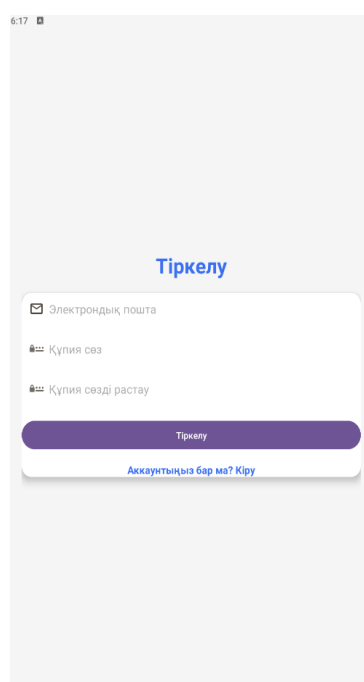 6:17
Тіркелу
Электрондық пошта
Құпия сөз
Құпия сөзді растау
Тіркелу
Аккаунтыңыз бар ма? Кіру